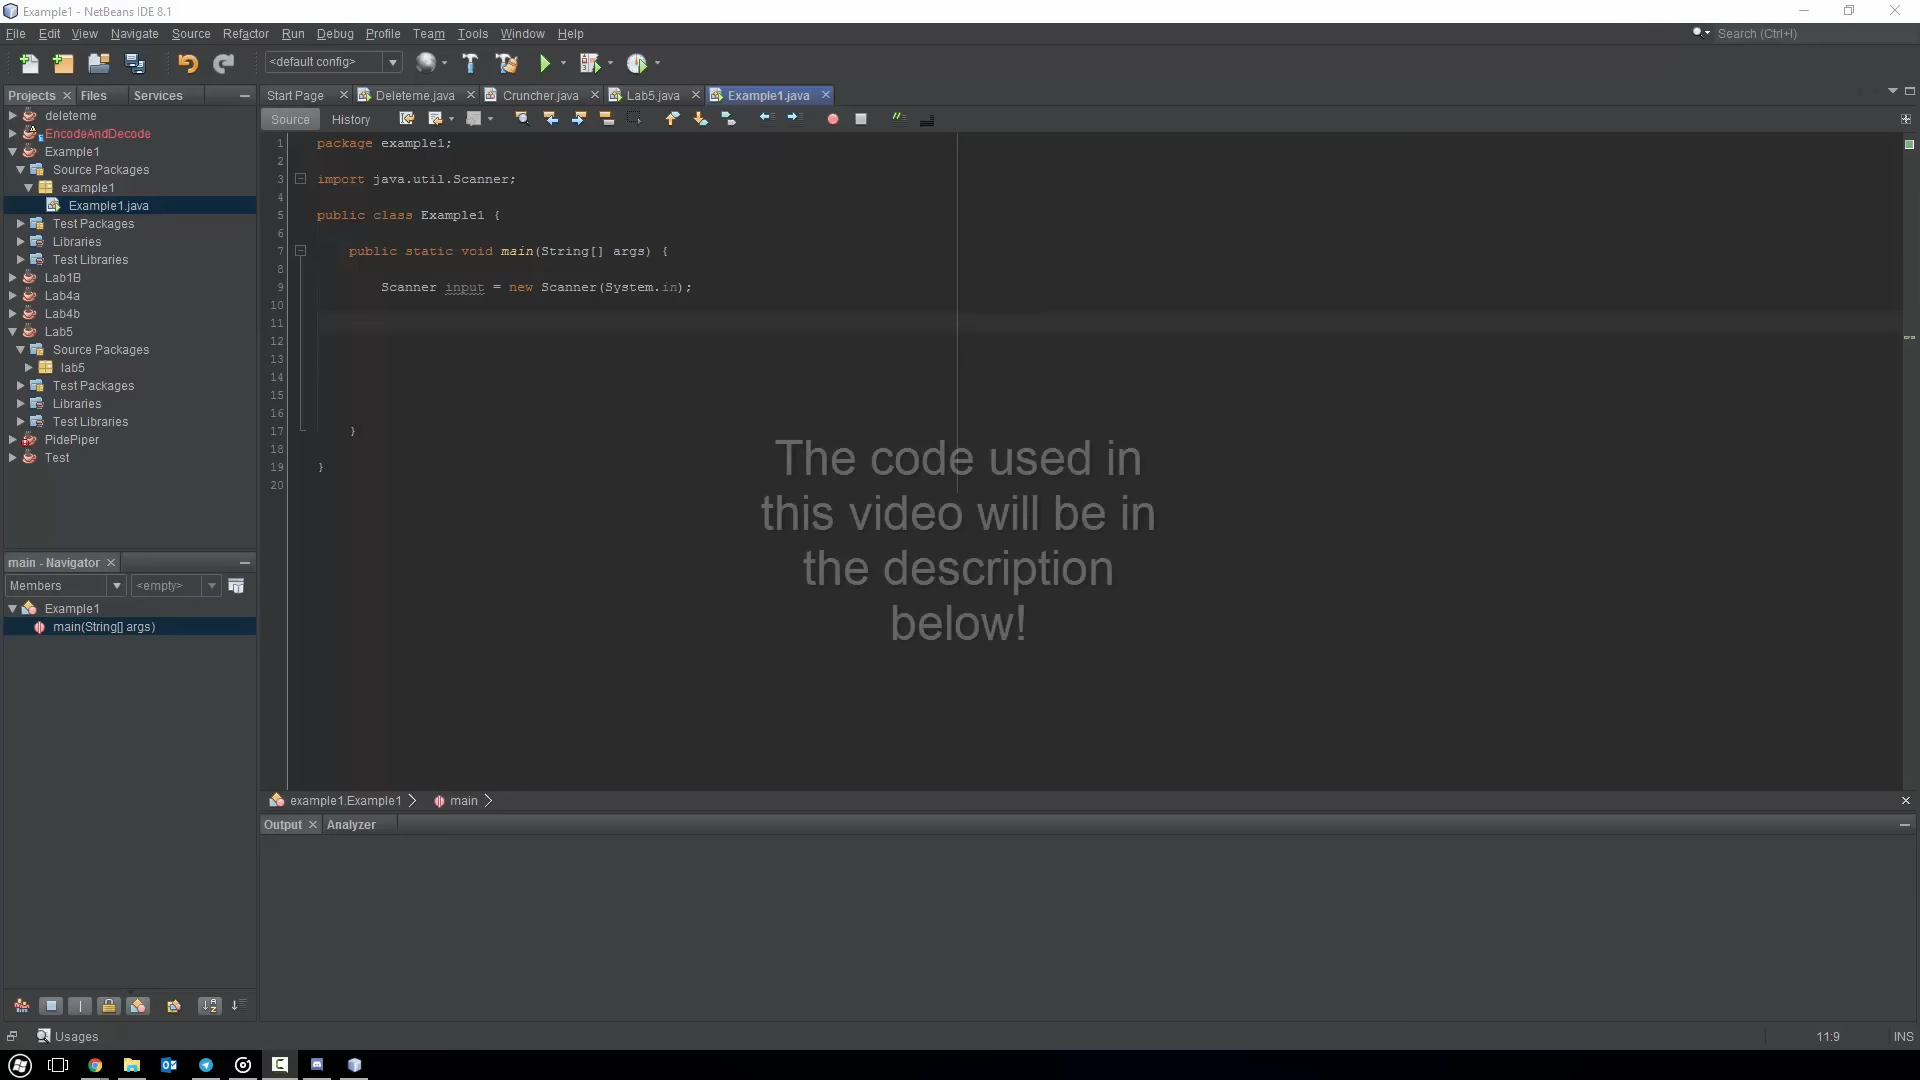 Example1 - NetBeans IDE 8.1
File Edit View Navigate Source Refactor Run Debug Profile Team Tools Window Help
Search (Ctrl+I)
<default config>
Projects Files Services
Start Page Deleteme.java Cruncher.java Lab5.java Example1.java
Source History
deleteme
EncodeAndDecode
Example1
Source Packages
example1
Example1.java
Test Packages
Libraries
Test Libraries
Lab1B
Lab4a
Lab4b
Lab5
Source Packages
lab5
Test Packages
Libraries
Test Libraries
PidePiper
Test
1 package example1;
2
3 import java.util.Scanner;
4
5 public class Example1 {
6
7 public static void main(String[] args) {
8
9 Scanner input = new Scanner(System.in);
10
11
12
13
14
15
16
17 }
18
19 }
20
The code used in
this video will be in
the description
below!
main - Navigator
Members <empty>
Example1
main(String[] args)
example1.Example1 main
Output Analyzer
Usages
11:9 INS